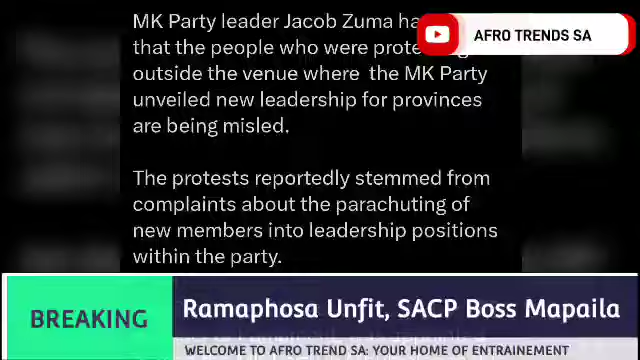 MK Party leader Jacob Zuma
AFRO TRENDS SA
that the people who were
outside the venue where the MK Party
unveiled new leadership for provinces
are being misled.
The protests reportedly stemmed from
complaints about the parachuting of
new members into leadership positions
within the party.
BREAKING
Ramaphosa Unfit, SACP Boss Mapaila
WELCOME TO AFRO TREND SA: YOUR HOME OF ENTRAINEMENT